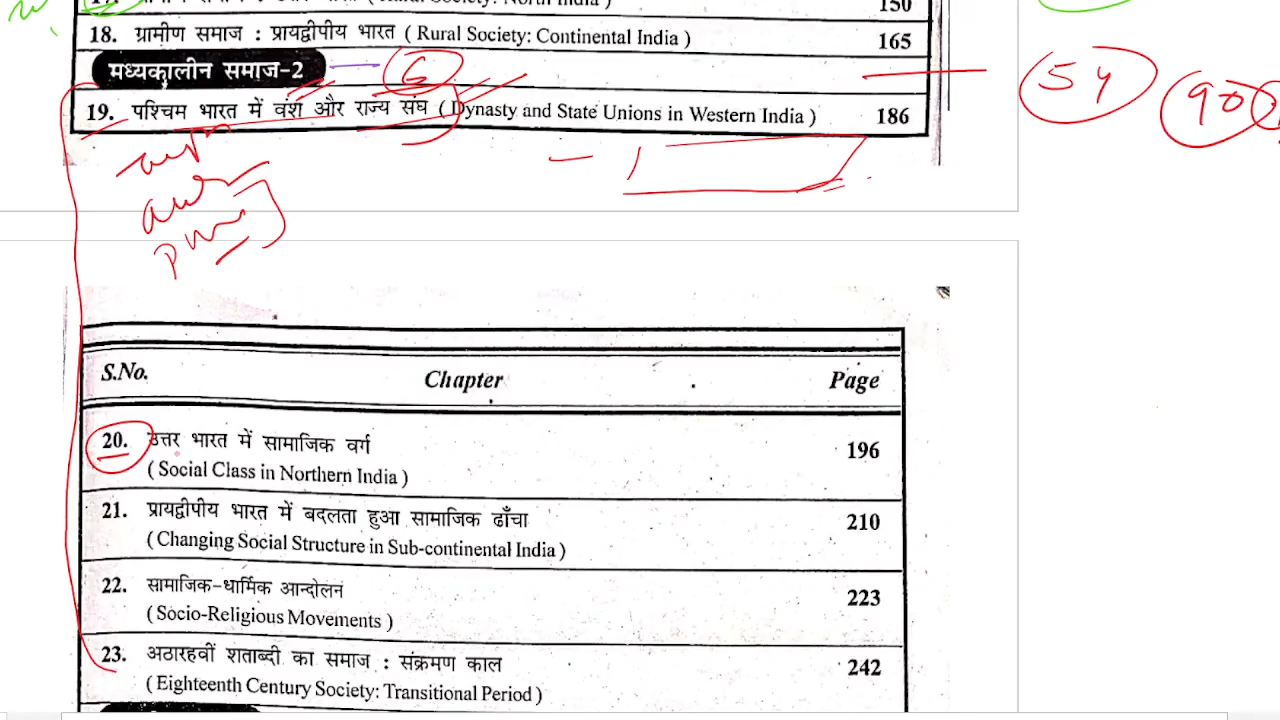 18. ग्रामीण समाज : प्रायद्वीपीय भारत ( Rural Society: Continental India ) 165
मध्यकालीन समाज-2 6
54 90
19. पश्चिम भारत में वंश और राज्य संघ ( Dynasty and State Unions in Western India ) 186
S.No. Chapter Page
20. उत्तर भारत में सामाजिक वर्ग 196
( Social Class in Northern India )
21. प्रायद्वीपीय भारत में बदलता हुआ सामाजिक ढाँचा 210
( Changing Social Structure in Sub-continental India )
22. सामाजिक-धार्मिक आन्दोलन 223
( Socio-Religious Movements )
23. अठारहवीं शताब्दी का समाज : संक्रमण काल 242
( Eighteenth Century Society: Transitional Period )